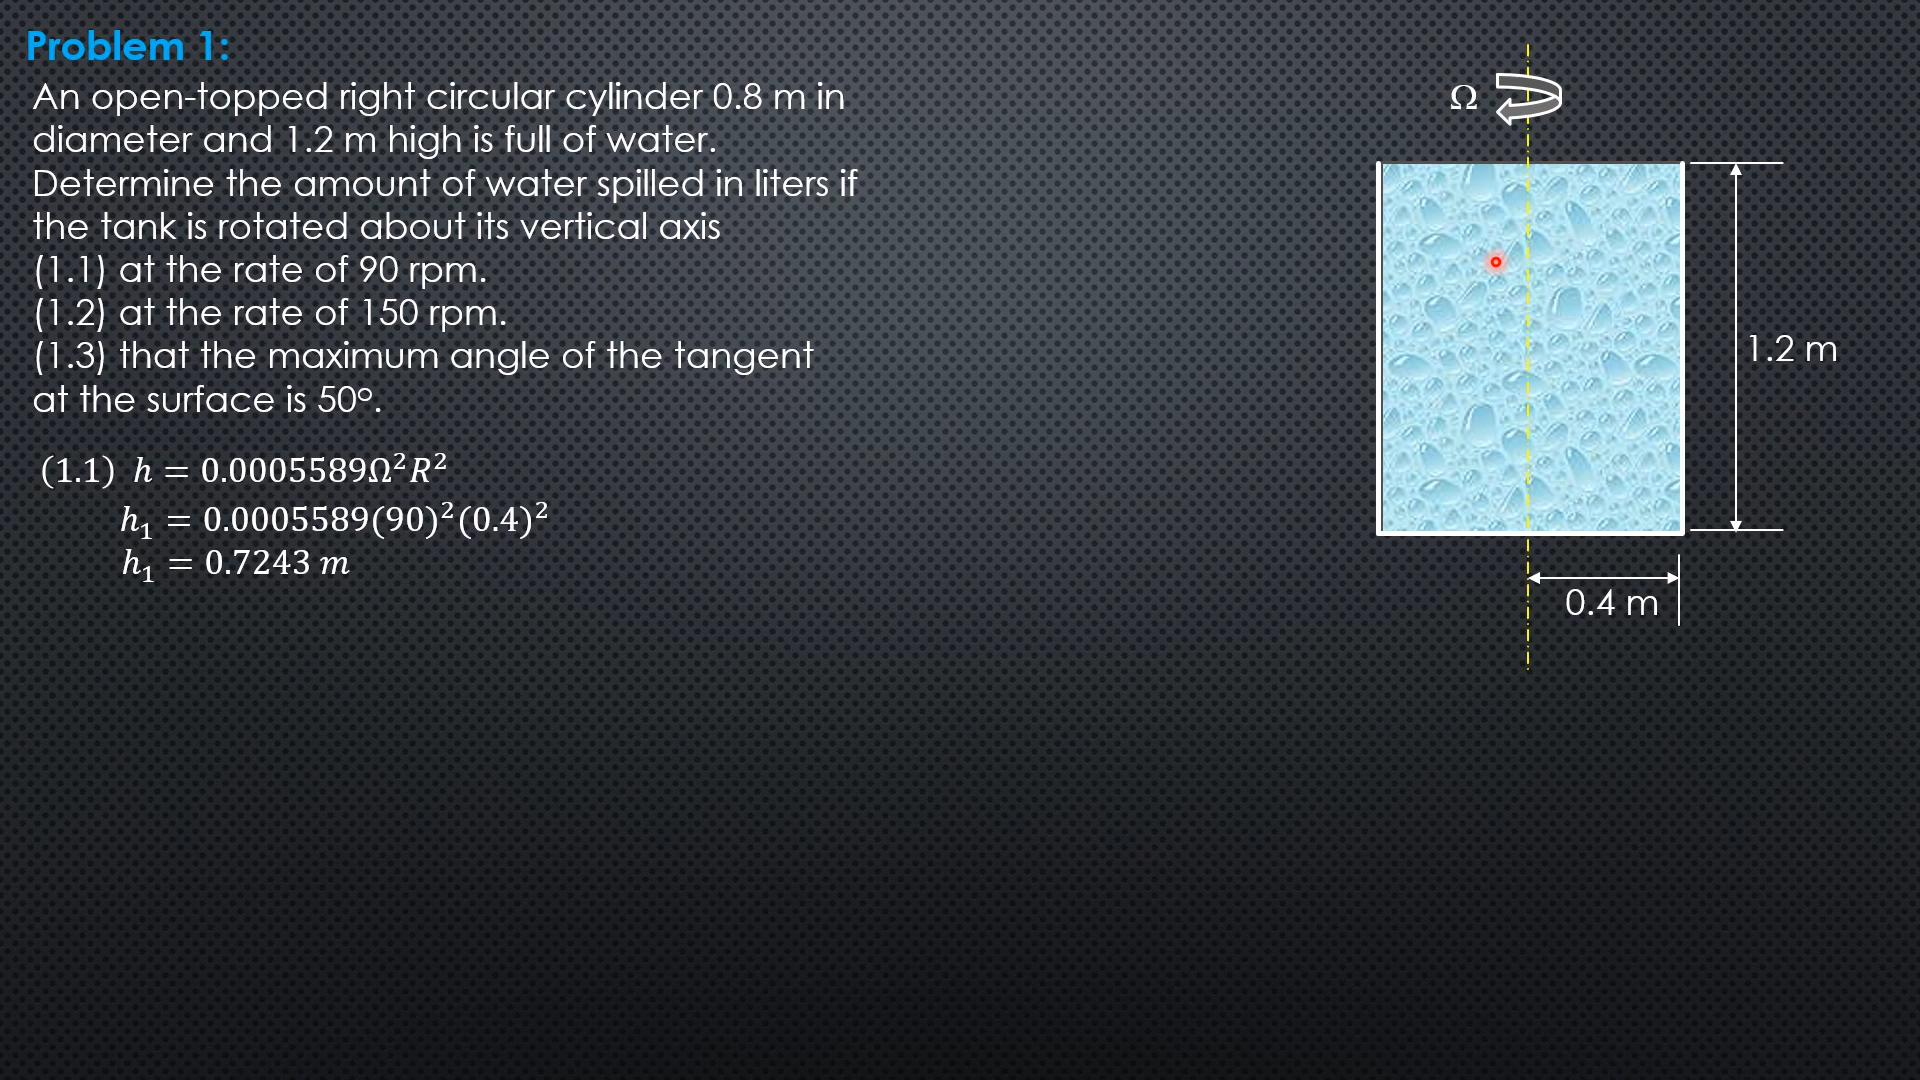 Problem 1:
An open-topped right circular cylinder 0.8 m in
diameter and 1.2 m high is full of water.
Determine the amount of water spilled in liters if
the tank is rotated about its vertical axis
(1.1) at the rate of 90 rpm.
(1.2) at the rate of 150 rpm.
(1.3) that the maximum angle of the tangent
at the surface is 50°.
(1.1) h = 0.0005589Ω²R²
h₁ = 0.0005589(90)²(0.4)²
h₁ = 0.7243 m
Ω
1.2 m
0.4 m